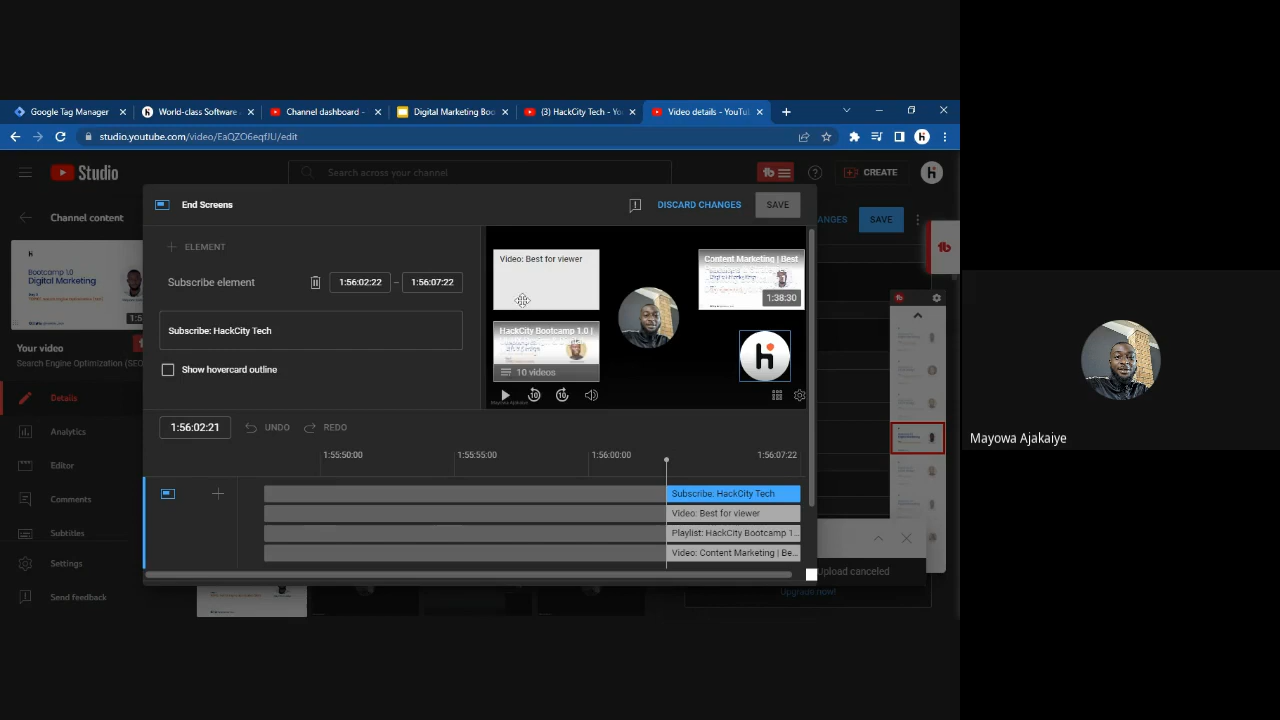 Google Tag Manager
World-class Software
Channel dashboard -
Digital Marketing Boo
(3) HackCity Tech - Yo
Video details - YouTu
studio.youtube.com/video/EaQZO6eqfJU/edit
Studio
Search across your channel
CREATE
End Screens
DISCARD CHANGES
SAVE
Channel content
ANGES
SAVE
ELEMENT
Subscribe element
1:56:02:22 – 1:56:07:22
Video: Best for viewer
Content Marketing | Best
1:38:30
Bootcamp 1.0
Digital Marketing
Subscribe: HackCity Tech
HackCity Bootcamp 1.0 |
10 videos
Show hovercard outline
Your video
Search Engine Optimization (SEO
Details
Mayowa Ajakaiye
1:56:02:21
UNDO
REDO
Analytics
1:55:50:00
1:55:55:00
1:56:00:00
1:56:07:22
Editor
Subscribe: HackCity Tech
Comments
Video: Best for viewer
Subtitles
Playlist: HackCity Bootcamp 1...
Video: Content Marketing | Be...
Settings
Upload canceled
Send feedback
Upgrade now!
Mayowa Ajakaiye